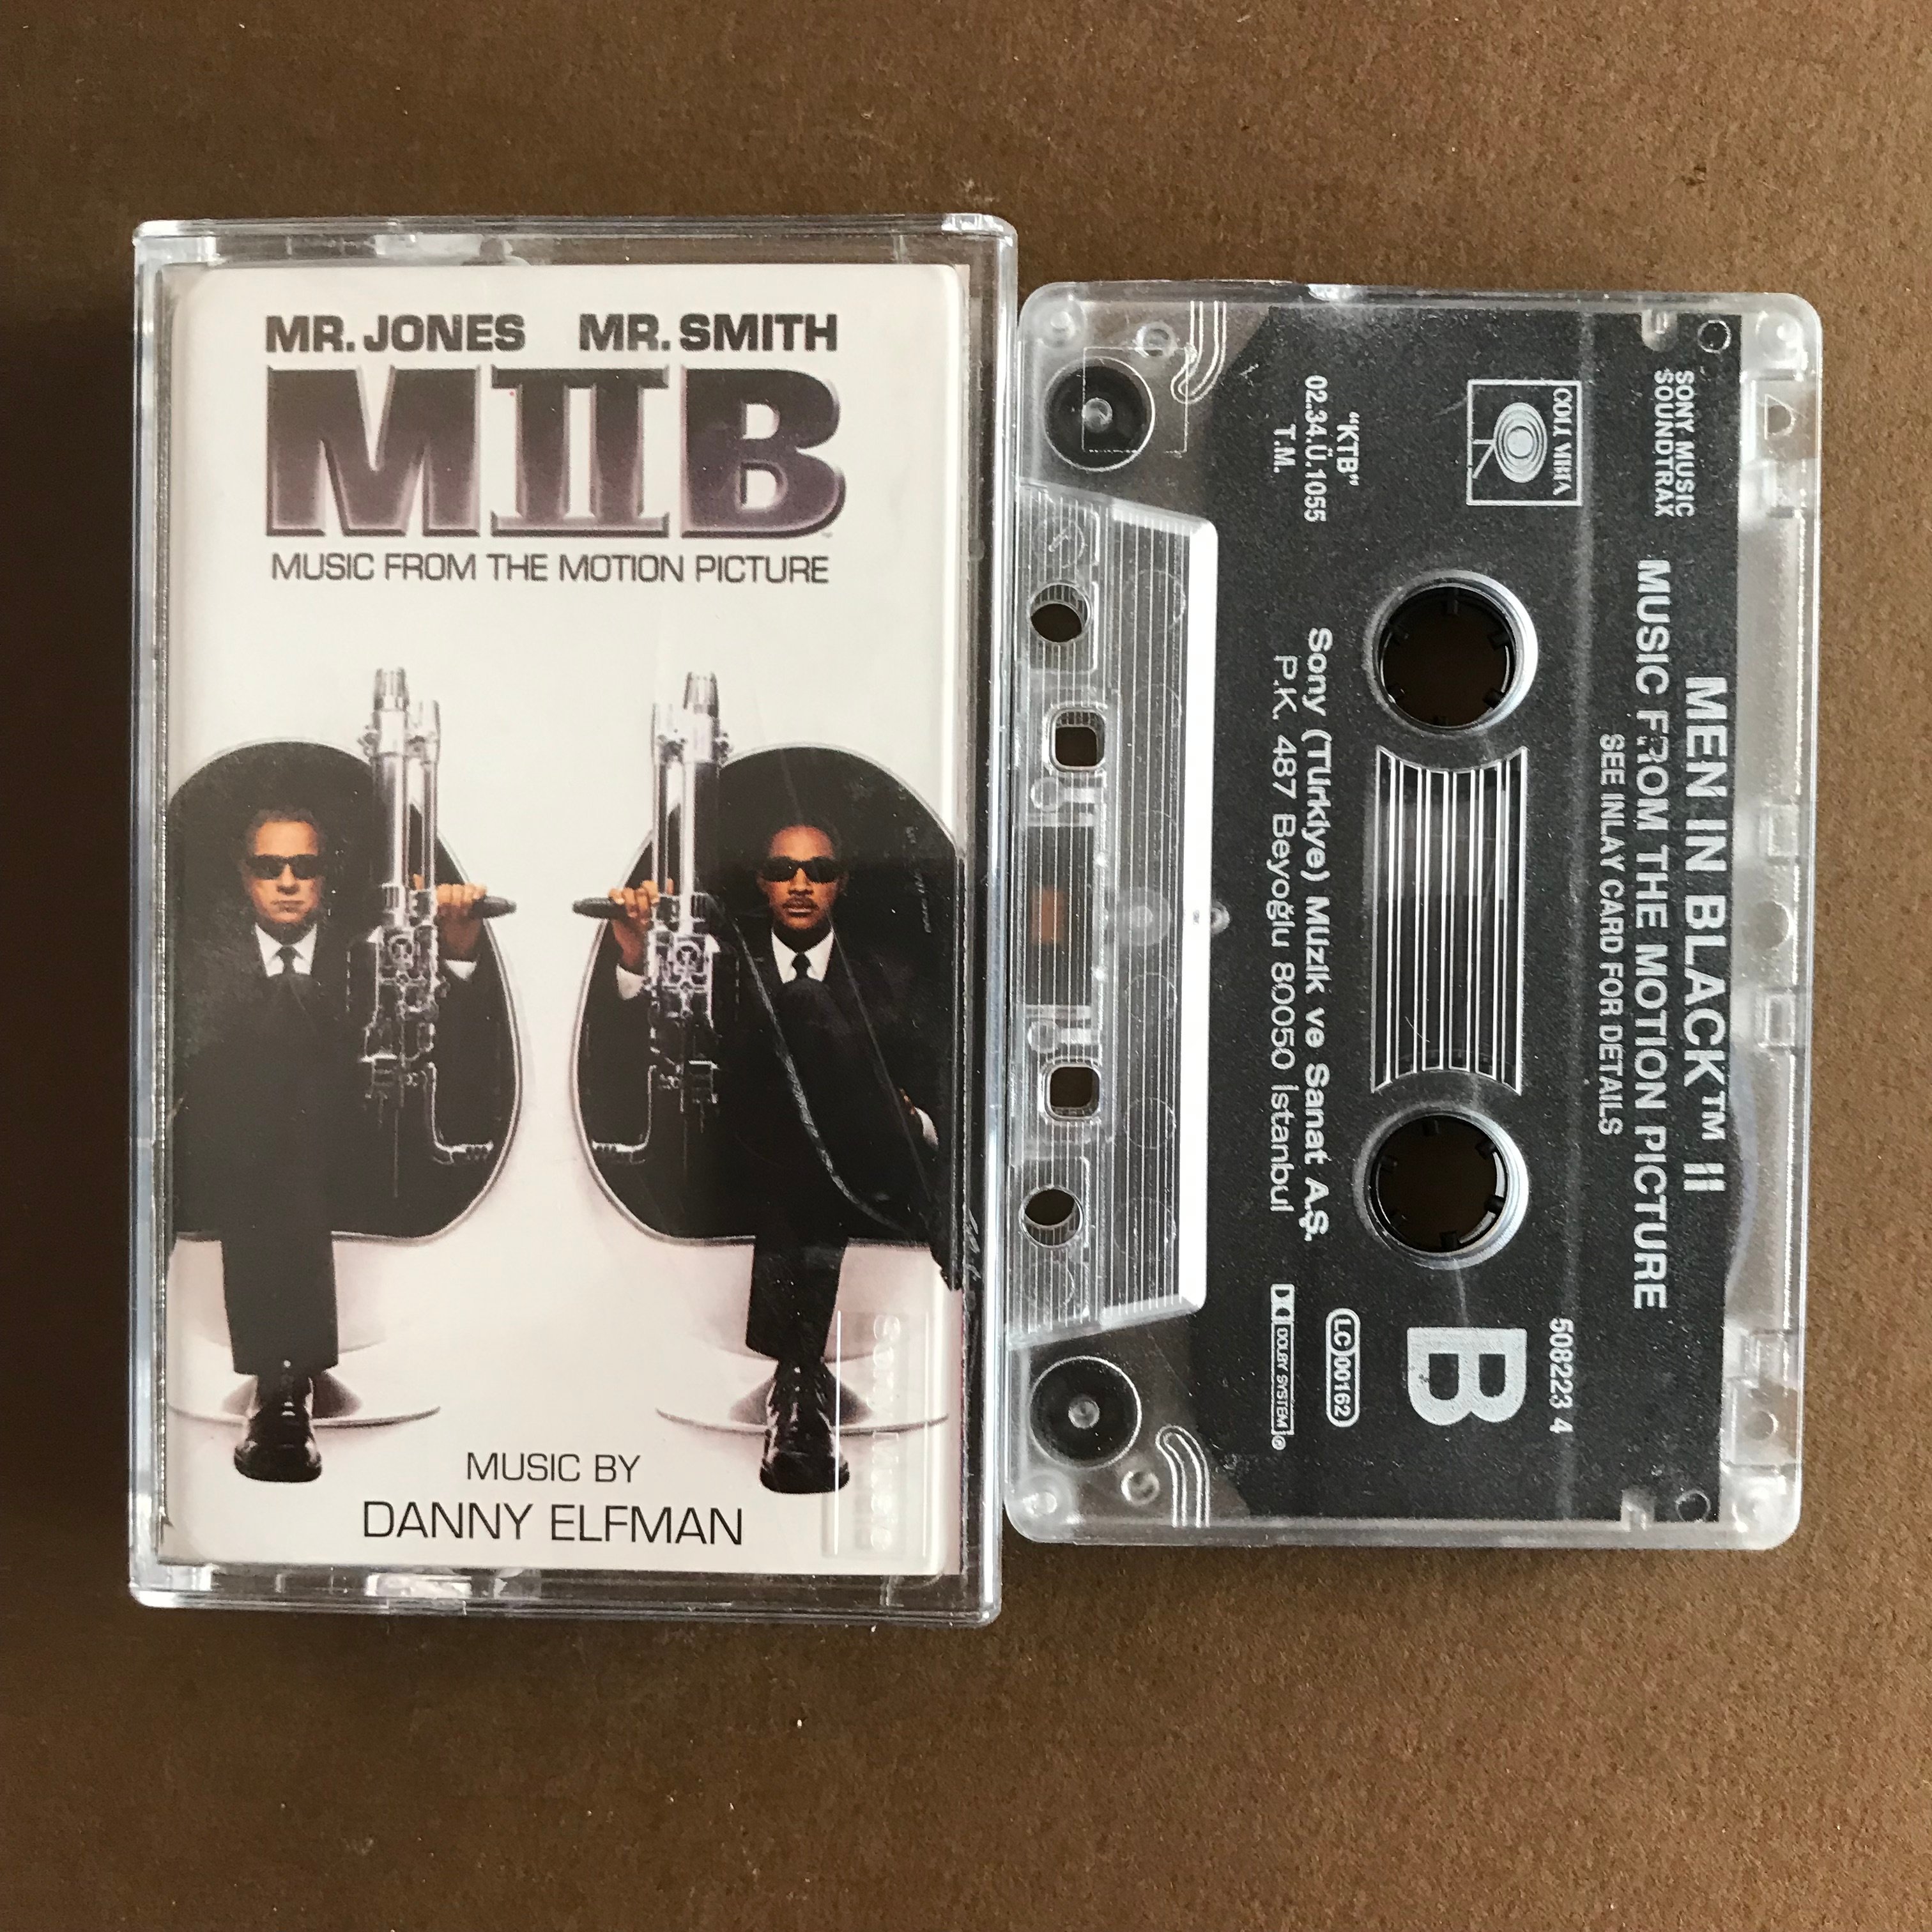 MR. JONES MR. SMITH
MIIB
MUSIC FROM THE MOTION PICTURE
MUSIC BY
DANNY ELFMAN
SONY MUSIC
SOUNDTRAX
COLUMBIA
MEN IN BLACK™ II
MUSIC FROM THE MOTION PICTURE
SEE INLAY CARD FOR DETAILS
508223 4
B
LC 00162
DOLBY SYSTEM
"KTB"
02.34.Ü.1055
T.M.
Sony (Türkiye) Müzik ve Sanat A.Ş.
P.K. 487 Beyoğlu 80050 İstanbul